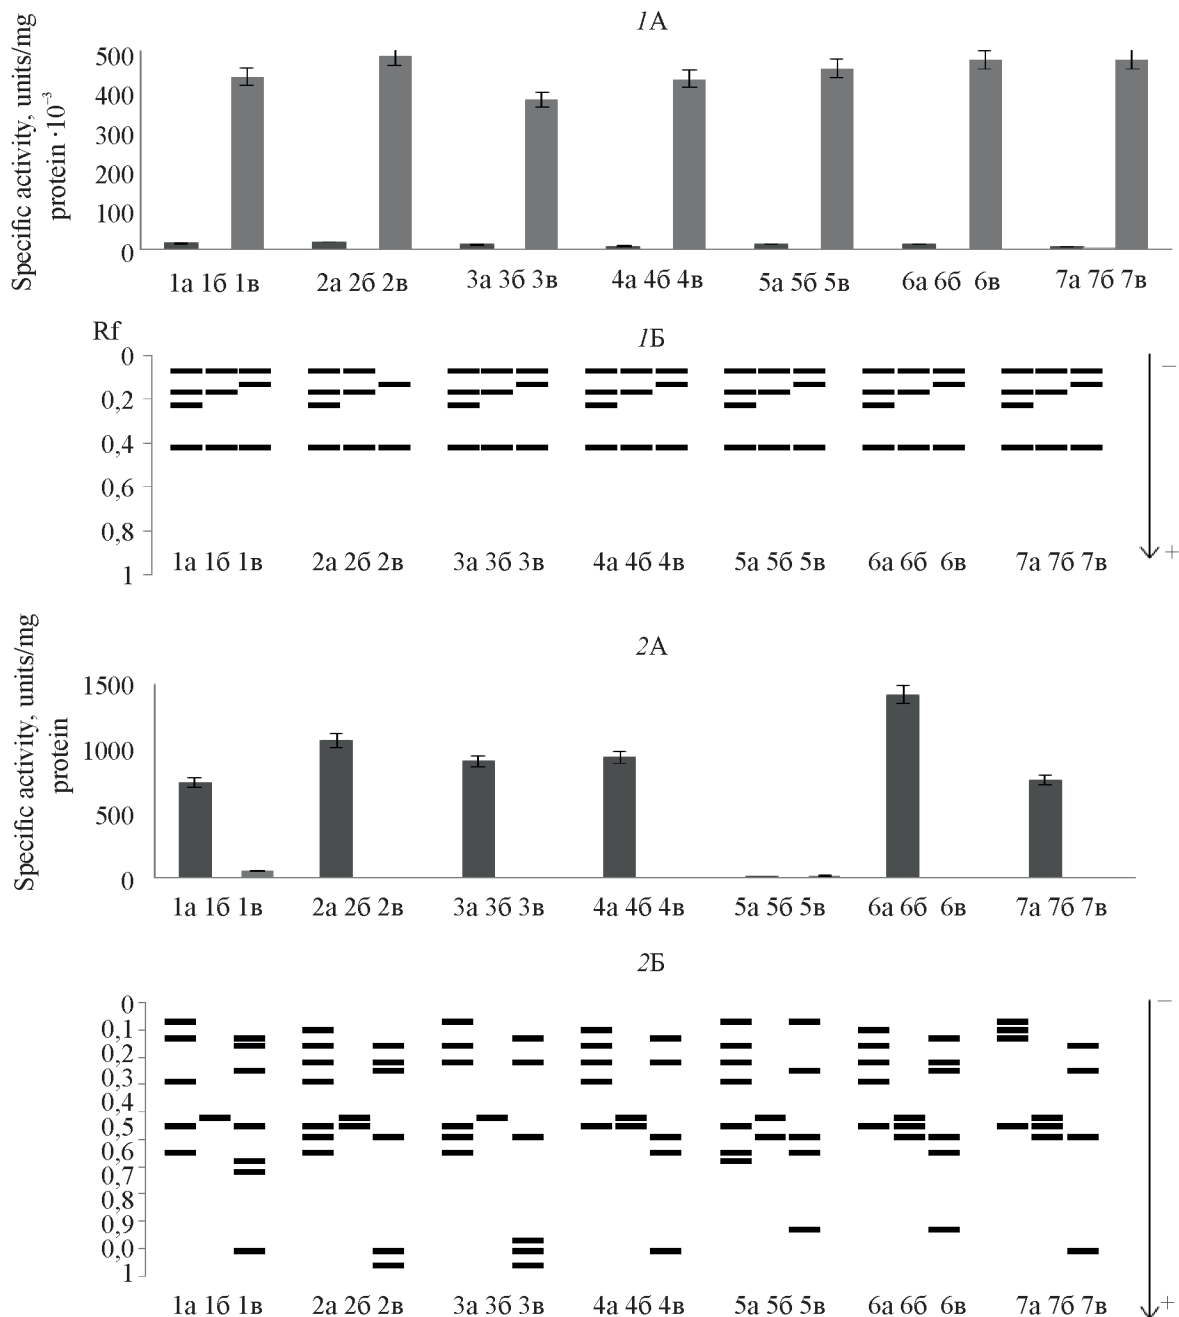 1А
Specific activity, units/mg
protein ·10⁻³
500
400
300
200
100
0
1а 1б 1в 2а 2б 2в 3а 3б 3в 4а 4б 4в 5а 5б 5в 6а 6б 6в 7а 7б 7в
1Б
Rf
0
0,2
0,4
0,6
0,8
1
−
+
1а 1б 1в 2а 2б 2в 3а 3б 3в 4а 4б 4в 5а 5б 5в 6а 6б 6в 7а 7б 7в
2А
Specific activity, units/mg
protein
1500
1000
500
0
1а 1б 1в 2а 2б 2в 3а 3б 3в 4а 4б 4в 5а 5б 5в 6а 6б 6в 7а 7б 7в
2Б
0
0,1
0,2
0,3
0,4
0,5
0,6
0,7
0,8
0,9
0,0
1
−
+
1а 1б 1в 2а 2б 2в 3а 3б 3в 4а 4б 4в 5а 5б 5в 6а 6б 6в 7а 7б 7в